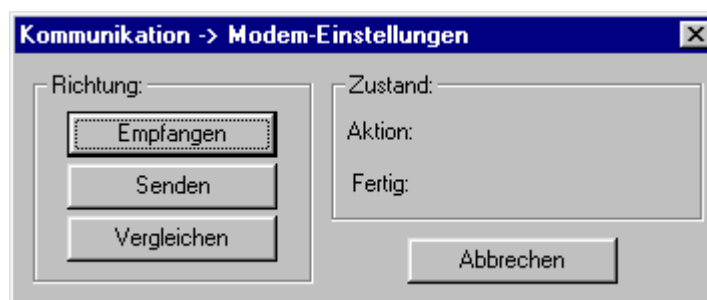 Kommunikation -> Modem-Einstellungen
Richtung:
Empfangen
Senden
Vergleichen
Zustand:
Aktion:
Fertig:
Abbrechen